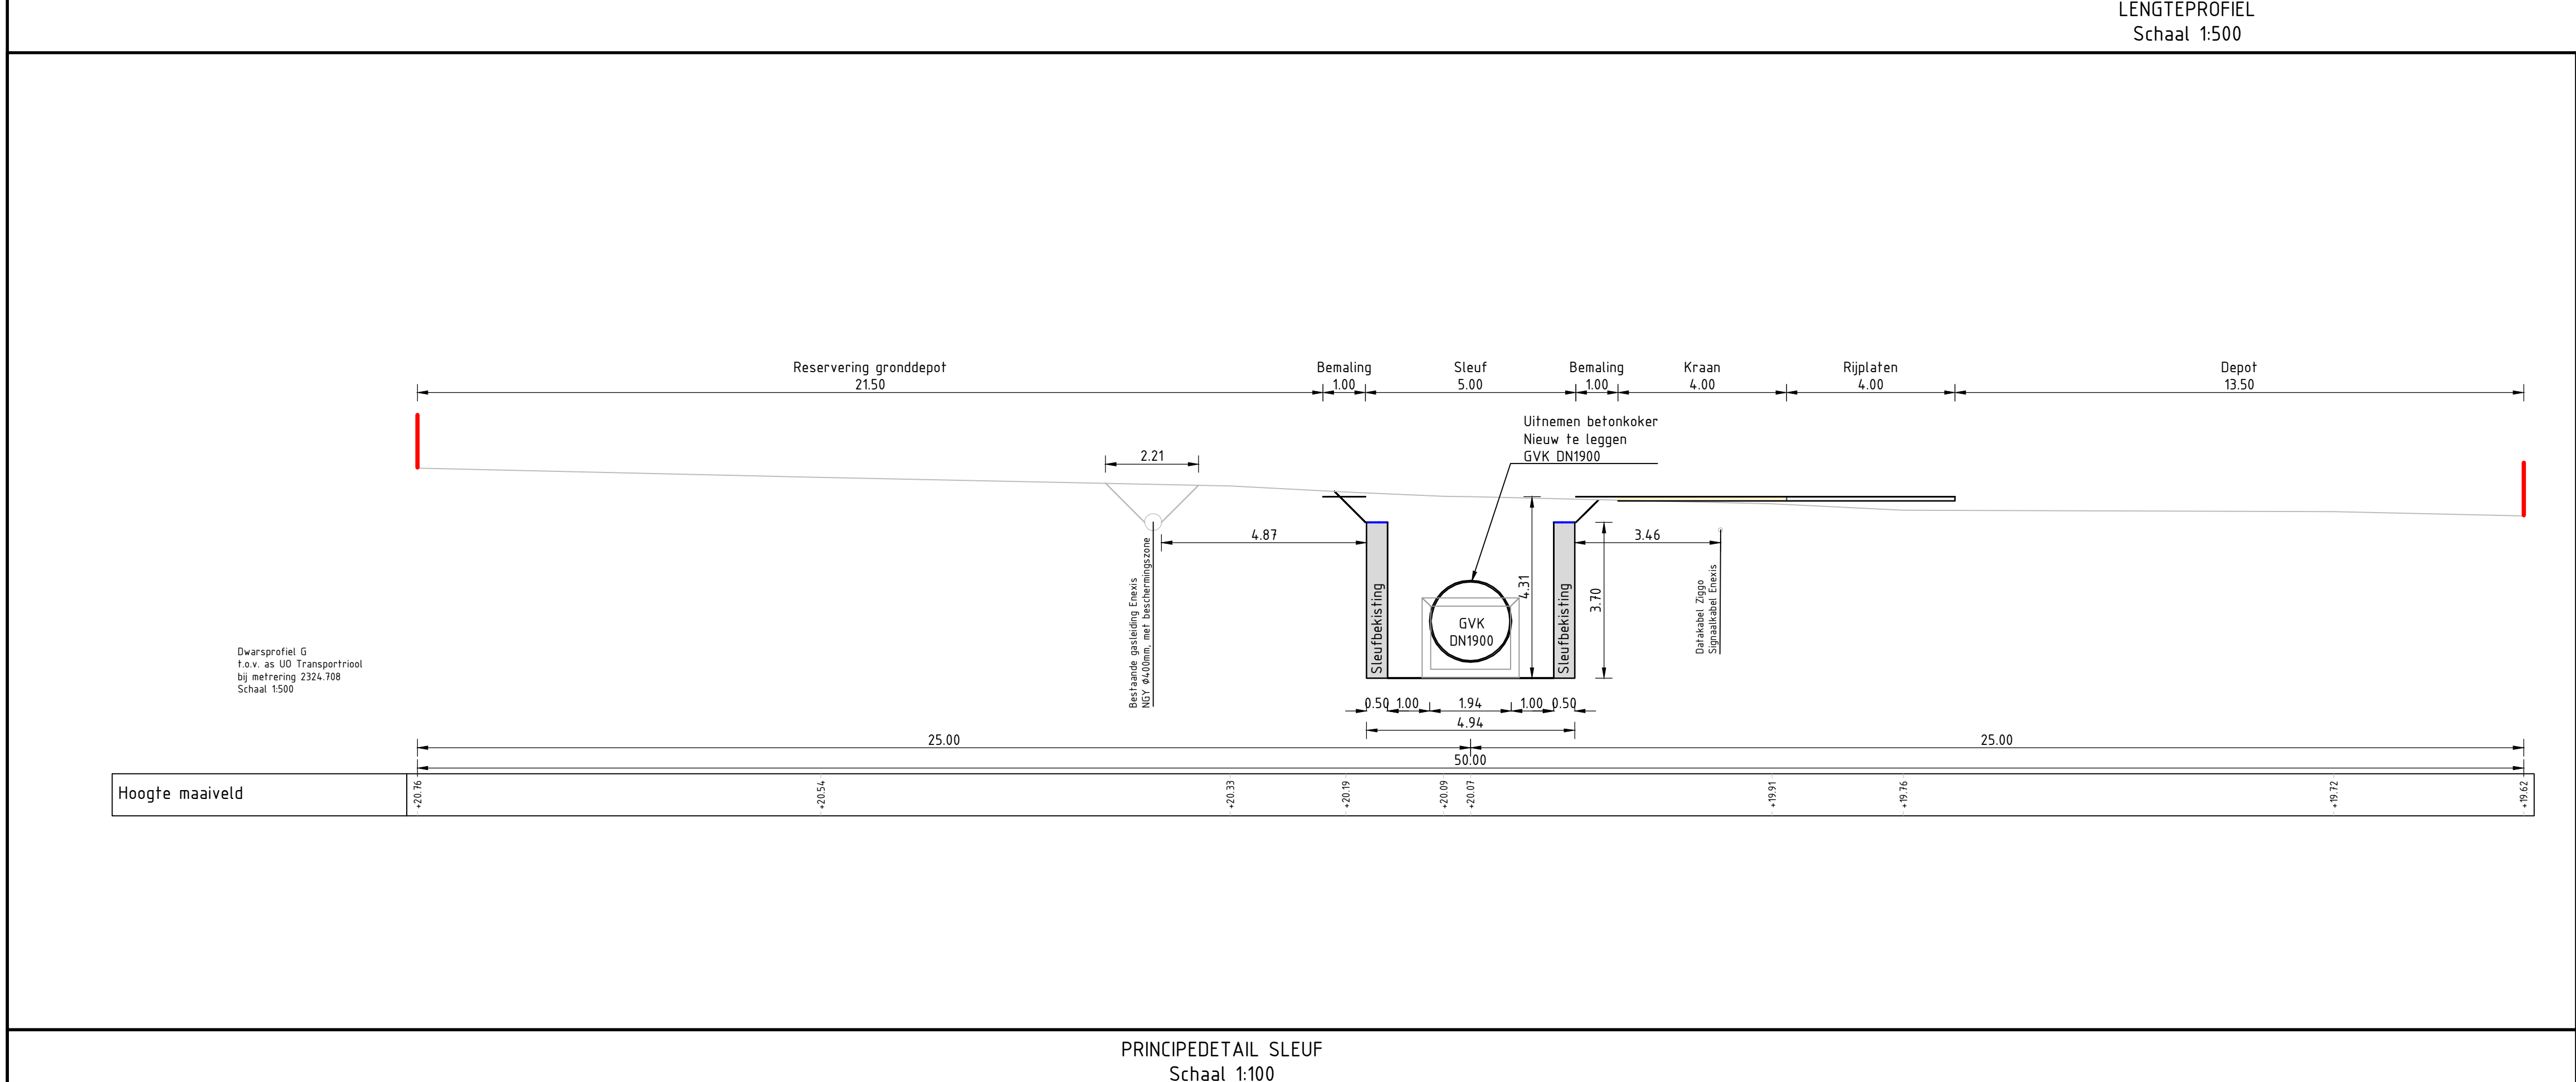 LENGTEPROFIEL
Schaal 1:500
Reservering gronddepot
21.50
Bemaling
1.00
Sleuf
5.00
Bemaling
1.00
Kraan
4.00
Rijplaten
4.00
Depot
13.50
Uitnemen betonkoker
Nieuw te leggen
GVK DN1900
2.21
4.87
3.46
4.31
3.70
Sleufbekisting
GVK
DN1900
Sleufbekisting
Bestaande gasleiding Enexis
NGY Ø400mm, met beschermingszone
Datakabel Ziggo
Signaalkabel Enexis
Dwarsprofiel G
t.o.v. as UO Transportriool
bij metrering 2324.708
Schaal 1:500
0.50 1.00 1.94 1.00 0.50
4.94
25.00
25.00
50.00
Hoogte maaiveld
+20.76
+20.54
+20.33
+20.19
+20.09
+20.07
+19.91
+19.76
+19.72
+19.62
PRINCIPEDETAIL SLEUF
Schaal 1:100